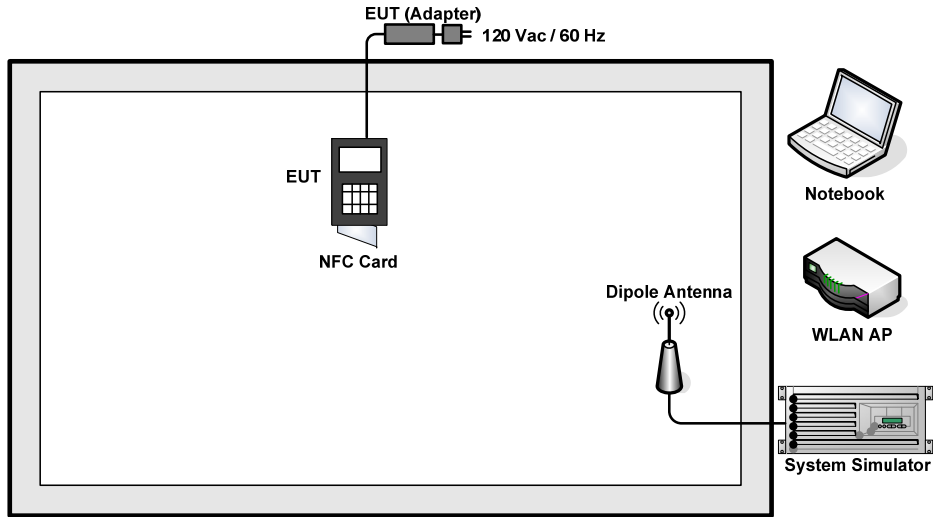 EUT (Adapter)
120 Vac / 60 Hz
EUT
NFC Card
Notebook
Dipole Antenna
WLAN AP
System Simulator